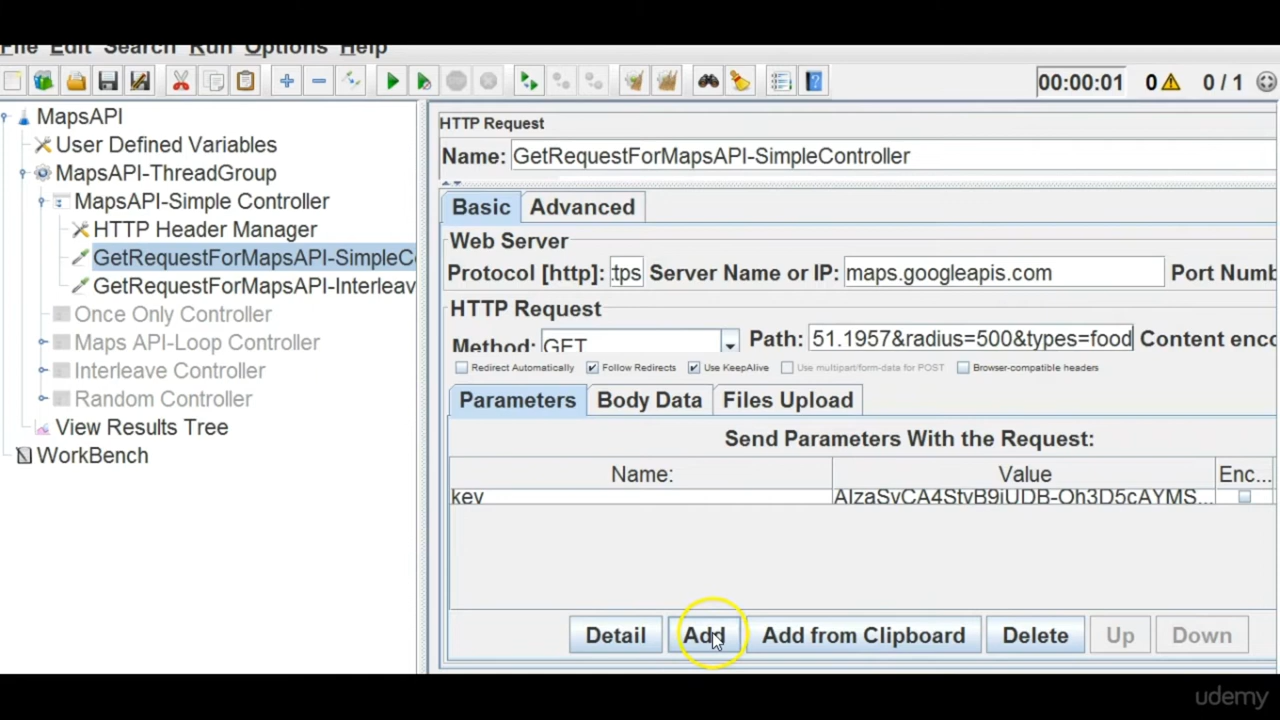 File Edit Search Run Options Help
00:00:01 0 0 / 1
MapsAPI
User Defined Variables
MapsAPI-ThreadGroup
MapsAPI-Simple Controller
HTTP Header Manager
GetRequestForMapsAPI-SimpleC
GetRequestForMapsAPI-Interleav
Once Only Controller
Maps API-Loop Controller
Interleave Controller
Random Controller
View Results Tree
WorkBench
HTTP Request
Name: GetRequestForMapsAPI-SimpleController
Basic Advanced
Web Server
Protocol [http]: tps Server Name or IP: maps.googleapis.com Port Numb
HTTP Request
Method: GET Path: 51.1957&radius=500&types=food Content enco
Redirect Automatically Follow Redirects Use KeepAlive Use multipart/form-data for POST Browser-compatible headers
Parameters Body Data Files Upload
Send Parameters With the Request:
Name: Value Enc...
key
Detail Add Add from Clipboard Delete Up Down
udemy